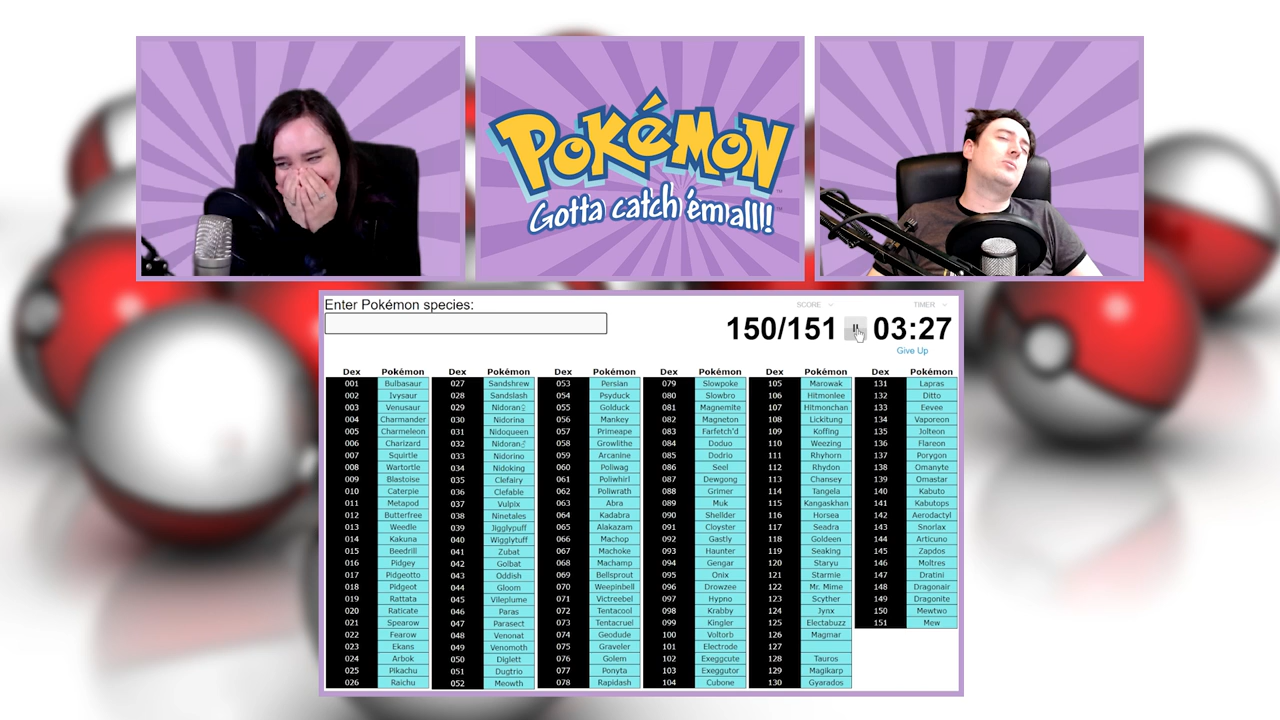 POKéMON
Gotta catch 'em all!
Enter Pokémon species:
SCORE
TIMER
150/151
03:27
Give Up
Dex Pokémon Dex Pokémon Dex Pokémon Dex Pokémon Dex Pokémon Dex Pokémon
001 Bulbasaur 027 Sandshrew 053 Persian 079 Slowpoke 105 Marowak 131 Lapras
002 Ivysaur 028 Sandslash 054 Psyduck 080 Slowbro 106 Hitmonlee 132 Ditto
003 Venusaur 029 Nidoran♀ 055 Golduck 081 Magnemite 107 Hitmonchan 133 Eevee
004 Charmander 030 Nidorina 056 Mankey 082 Magneton 108 Lickitung 134 Vaporeon
005 Charmeleon 031 Nidoqueen 057 Primeape 083 Farfetch'd 109 Koffing 135 Jolteon
006 Charizard 032 Nidoran♂ 058 Growlithe 084 Doduo 110 Weezing 136 Flareon
007 Squirtle 033 Nidorino 059 Arcanine 085 Dodrio 111 Rhyhorn 137 Porygon
008 Wartortle 034 Nidoking 060 Poliwag 086 Seel 112 Rhydon 138 Omanyte
009 Blastoise 035 Clefairy 061 Poliwhirl 087 Dewgong 113 Chansey 139 Omastar
010 Caterpie 036 Clefable 062 Poliwrath 088 Grimer 114 Tangela 140 Kabuto
011 Metapod 037 Vulpix 063 Abra 089 Muk 115 Kangaskhan 141 Kabutops
012 Butterfree 038 Ninetales 064 Kadabra 090 Shellder 116 Horsea 142 Aerodactyl
013 Weedle 039 Jigglypuff 065 Alakazam 091 Cloyster 117 Seadra 143 Snorlax
014 Kakuna 040 Wigglytuff 066 Machop 092 Gastly 118 Goldeen 144 Articuno
015 Beedrill 041 Zubat 067 Machoke 093 Haunter 119 Seaking 145 Zapdos
016 Pidgey 042 Golbat 068 Machamp 094 Gengar 120 Staryu 146 Moltres
017 Pidgeotto 043 Oddish 069 Bellsprout 095 Onix 121 Starmie 147 Dratini
018 Pidgeot 044 Gloom 070 Weepinbell 096 Drowzee 122 Mr. Mime 148 Dragonair
019 Rattata 045 Vileplume 071 Victreebel 097 Hypno 123 Scyther 149 Dragonite
020 Raticate 046 Paras 072 Tentacool 098 Krabby 124 Jynx 150 Mewtwo
021 Spearow 047 Parasect 073 Tentacruel 099 Kingler 125 Electabuzz 151 Mew
022 Fearow 048 Venonat 074 Geodude 100 Voltorb 126 Magmar
023 Ekans 049 Venomoth 075 Graveler 101 Electrode 127
024 Arbok 050 Diglett 076 Golem 102 Exeggcute 128 Tauros
025 Pikachu 051 Dugtrio 077 Ponyta 103 Exeggutor 129 Magikarp
026 Raichu 052 Meowth 078 Rapidash 104 Cubone 130 Gyarados